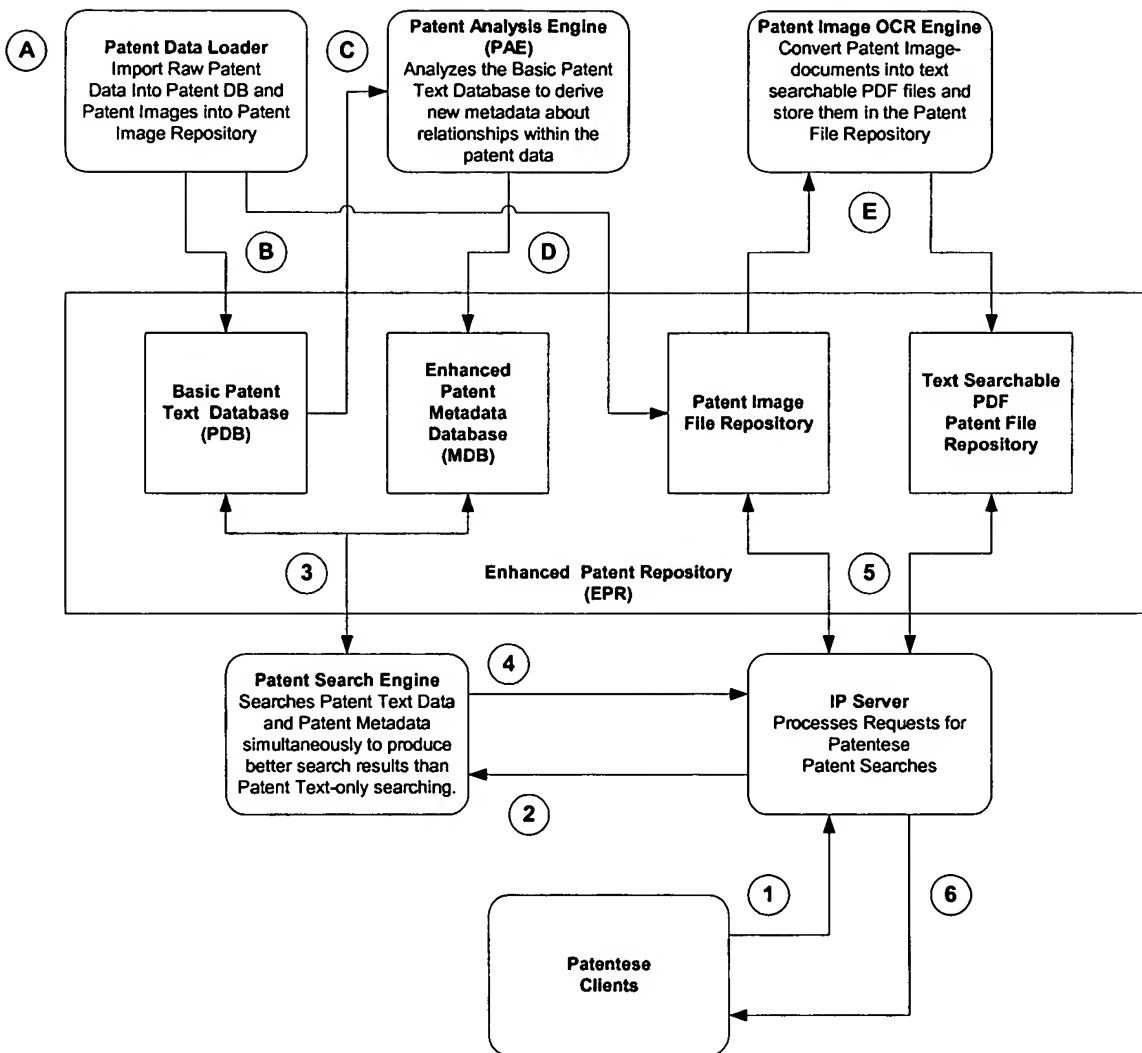 A
Patent Data Loader
Import Raw Patent
Data Into Patent DB and
Patent Images into Patent
Image Repository
C
Patent Analysis Engine
(PAE)
Analyzes the Basic Patent
Text Database to derive
new metadata about
relationships within the
patent data
Patent Image OCR Engine
Convert Patent Image-
documents into text
searchable PDF files and
store them in the Patent
File Repository
B
D
E
Basic Patent
Text Database
(PDB)
Enhanced
Patent
Metadata
Database
(MDB)
Patent Image
File Repository
Text Searchable
PDF
Patent File
Repository
3
Enhanced Patent Repository
(EPR)
5
Patent Search Engine
Searches Patent Text Data
and Patent Metadata
simultaneously to produce
better search results than
Patent Text-only searching.
4
2
IP Server
Processes Requests for
Patentese
Patent Searches
1
6
Patentese
Clients